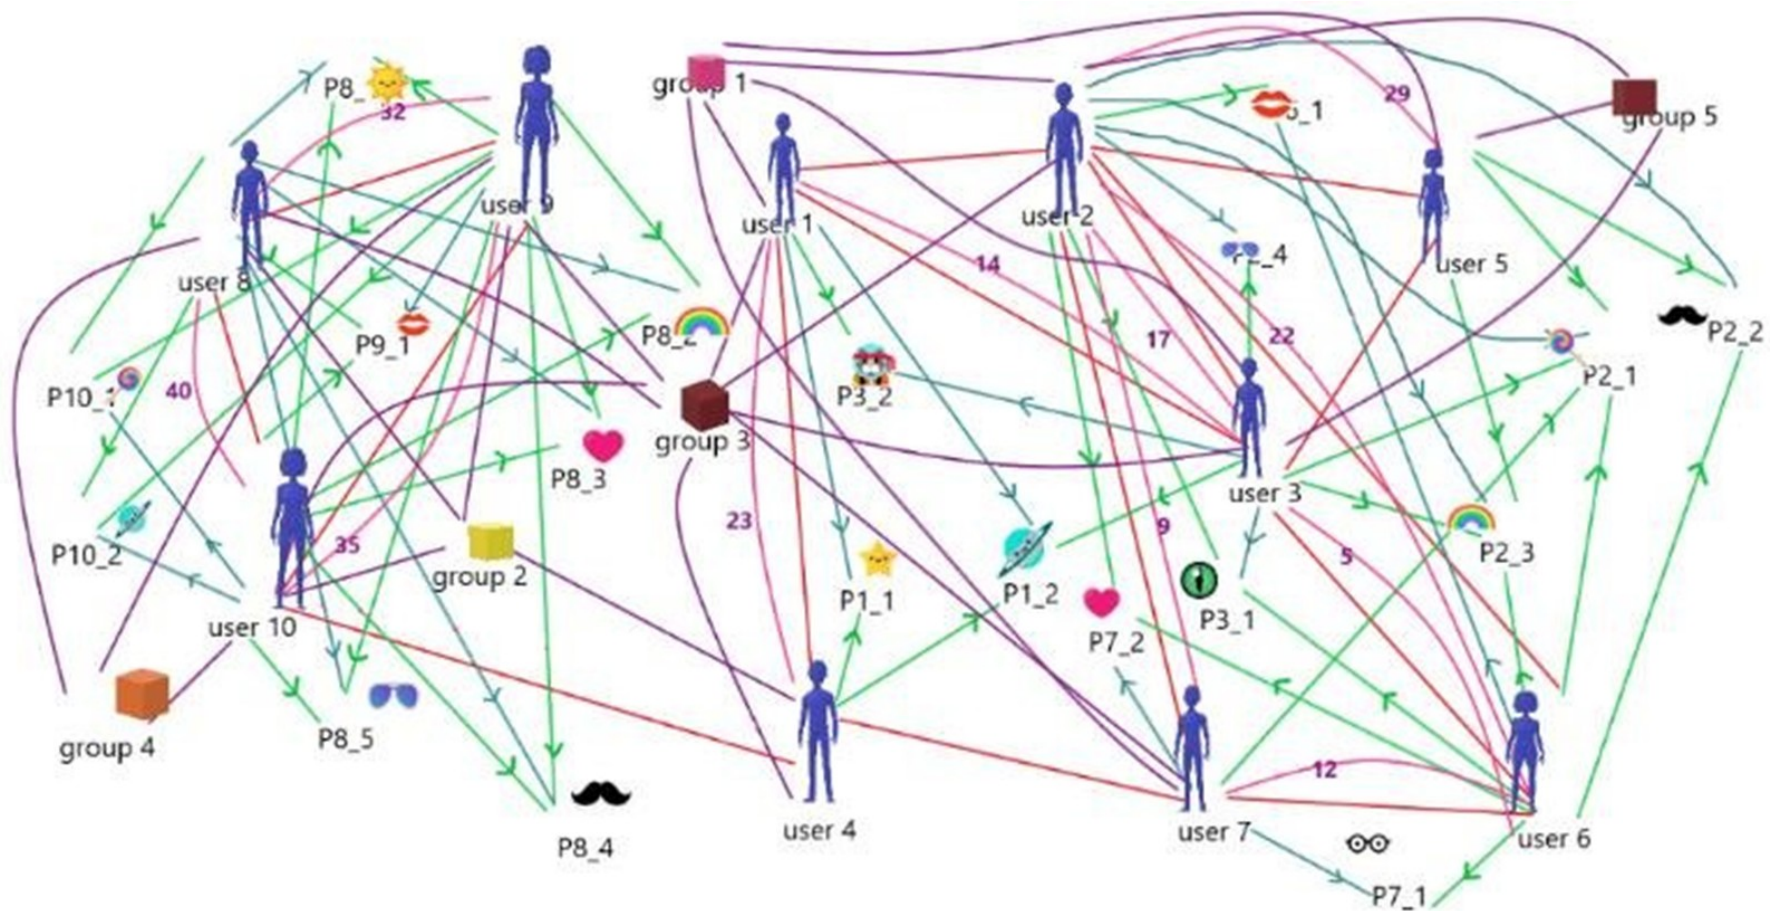 P8_
32
group 1
29
group 5
_1
user 9
user 1
user 2
_4
user 5
14
user 8
P8_2
P9_1
17
22
P2_2
P10_1
40
P3_2
P2_1
group 3
P8_3
user 3
23
9
35
P10_2
group 2
P1_1
P1_2
5
P2_3
P7_2
P3_1
user 10
group 4
P8_5
12
user 4
user 7
user 6
P8_4
P7_1